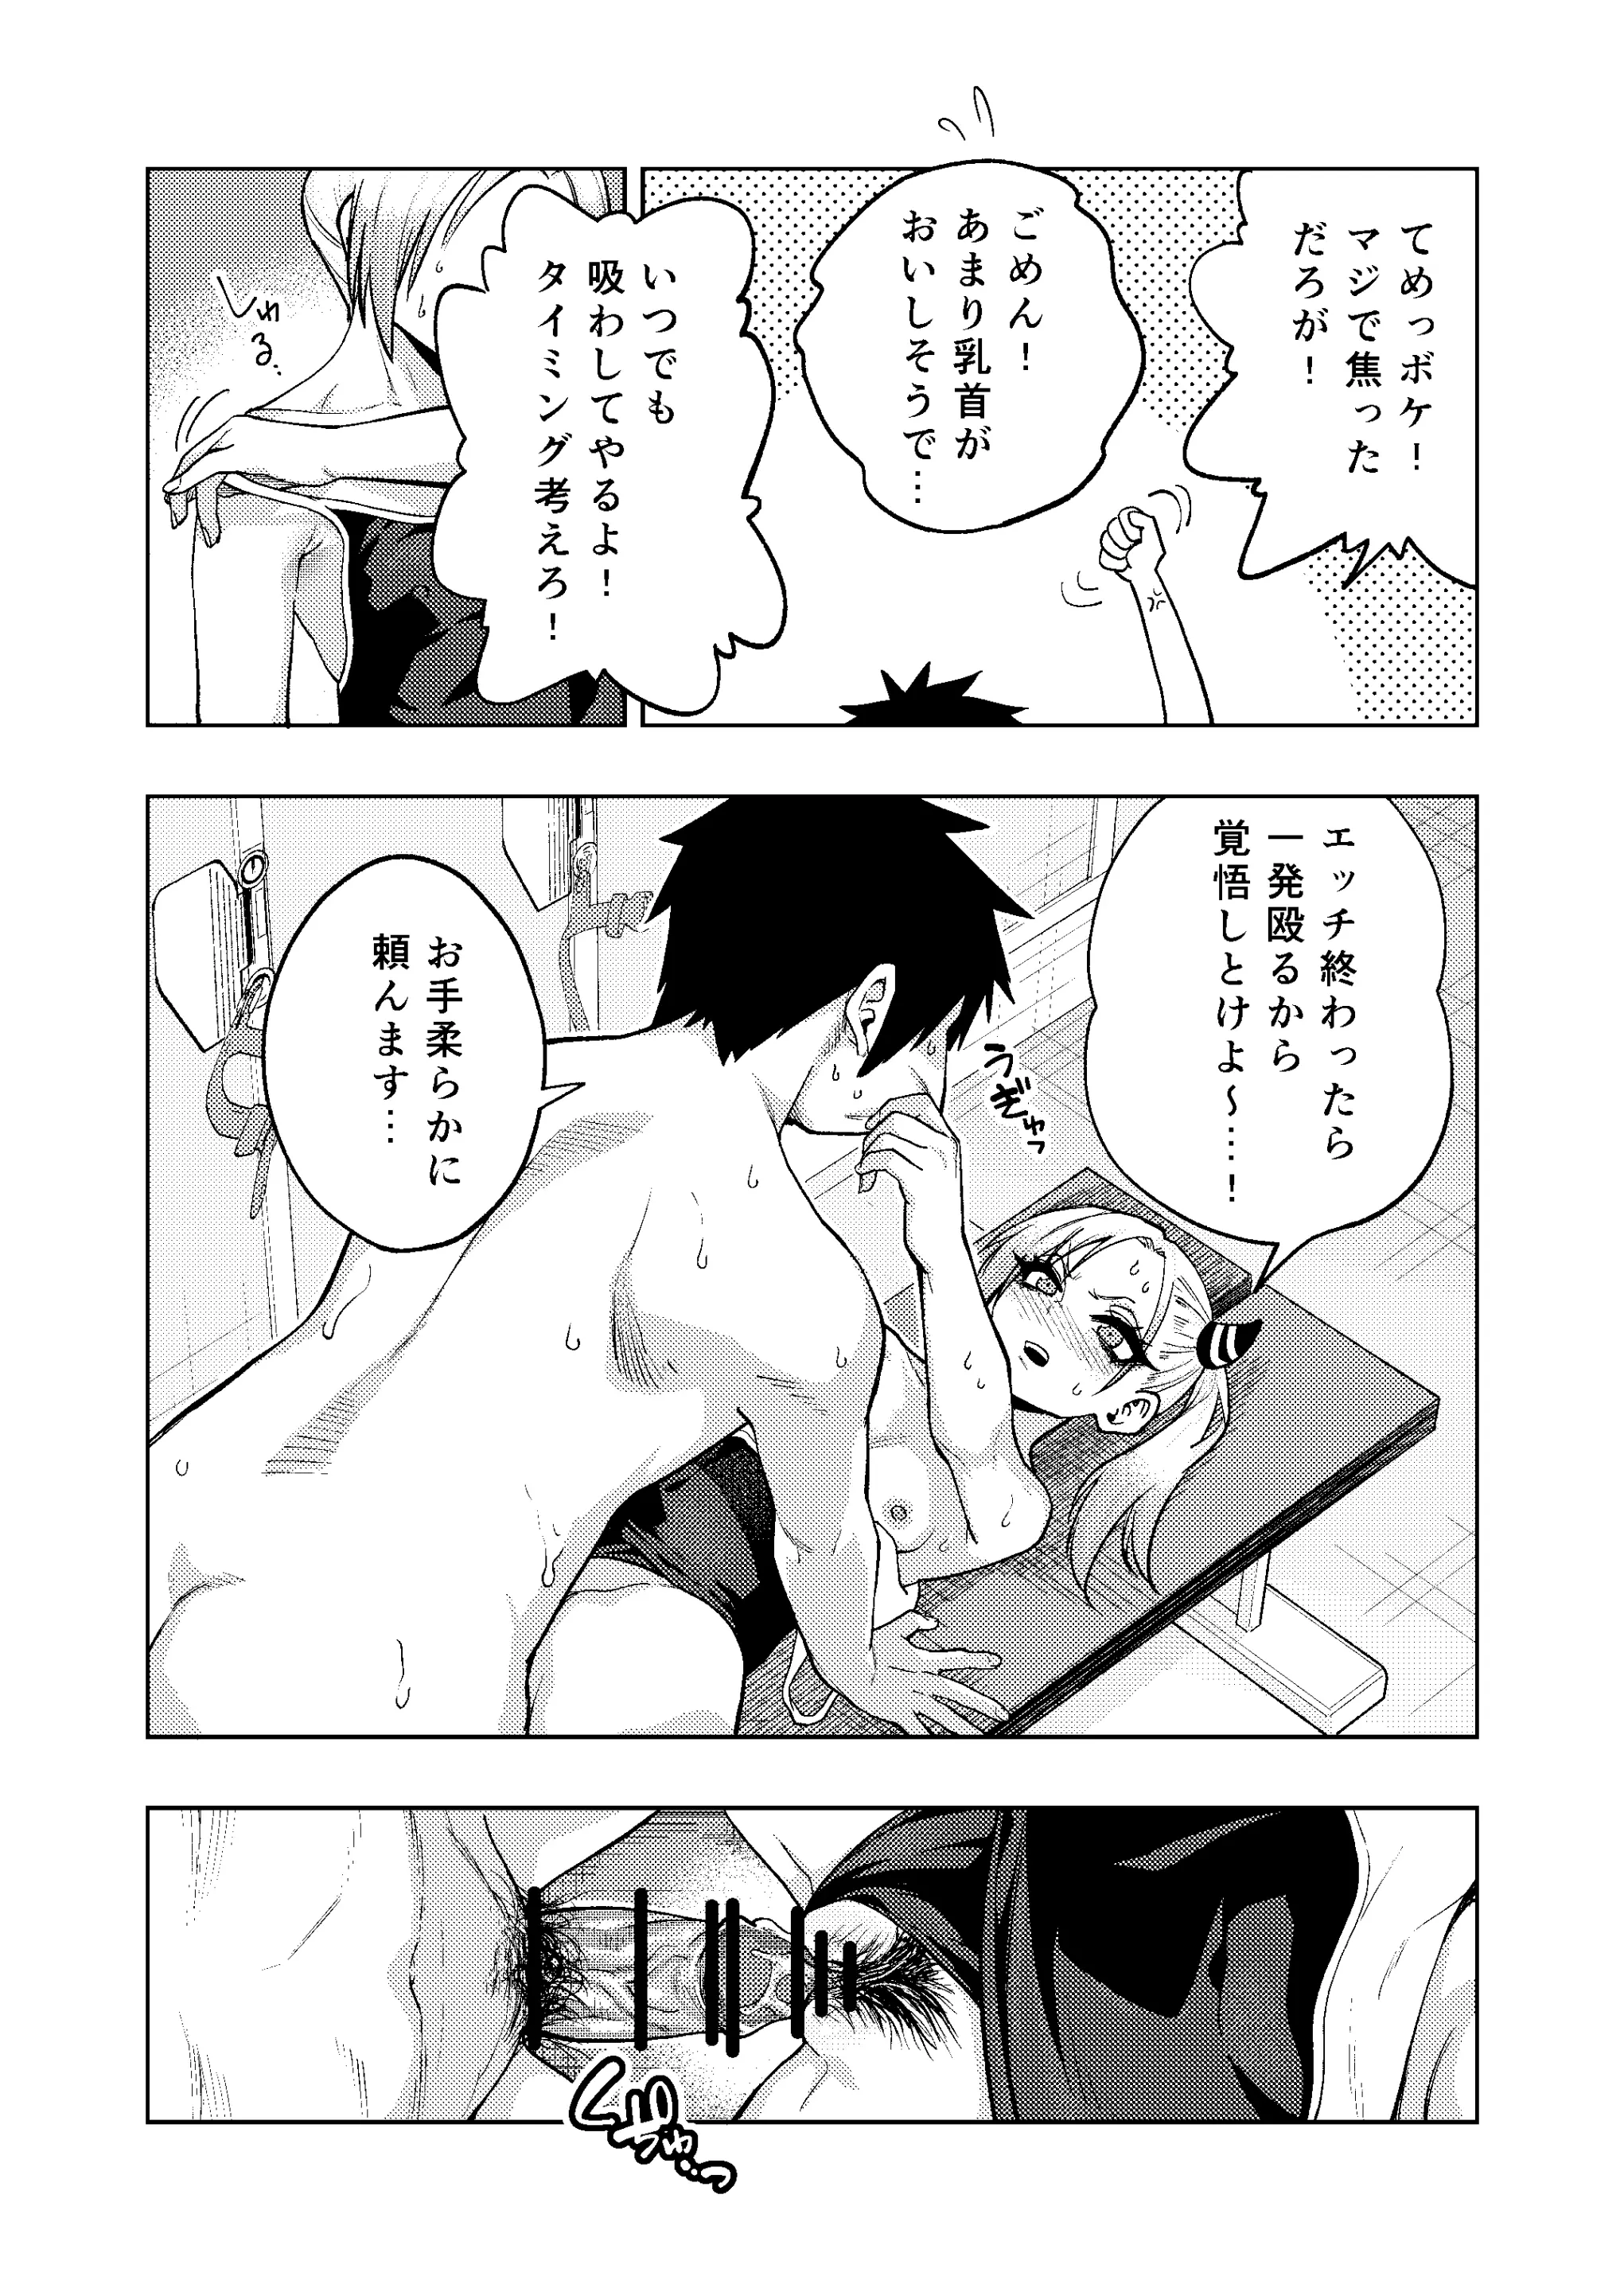 てめっボケ！
マジで焦った
だろが！
ごめん！
あまり乳首が
おいしそうで…
いつでも
吸わしてやるよ！
タイミング考えろ！
しゅる
エッチ終わったら
一発殴るから
覚悟しとけよ～…！
うぎゅっ
お手柔らかに
頼んます…
くぢゅっ